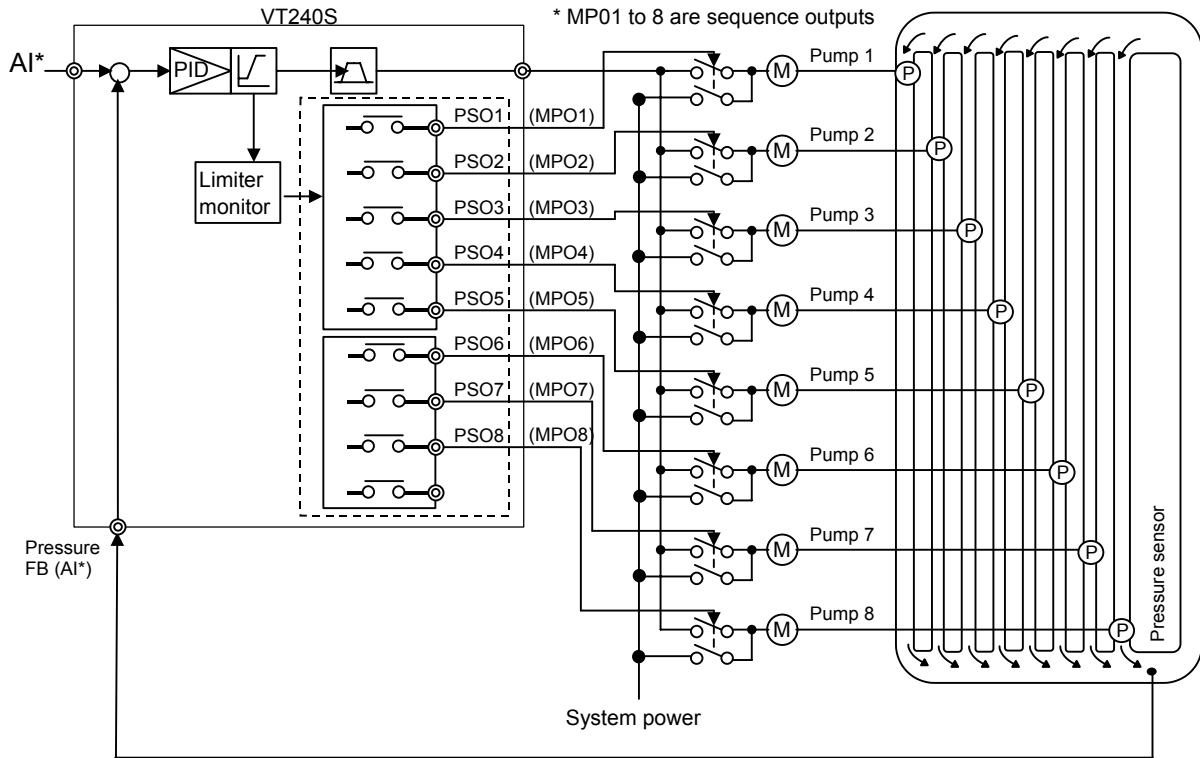 VT240S
* MP01 to 8 are sequence outputs
AI*
PID
Limiter
monitor
PSO1 (MPO1)
PSO2 (MPO2)
PSO3 (MPO3)
PSO4 (MPO4)
PSO5 (MPO5)
PSO6 (MPO6)
PSO7 (MPO7)
PSO8 (MPO8)
M Pump 1 P
M Pump 2 P
M Pump 3 P
M Pump 4 P
M Pump 5 P
M Pump 6 P
M Pump 7 P
M Pump 8 P
Pressure sensor
Pressure
FB (AI*)
System power